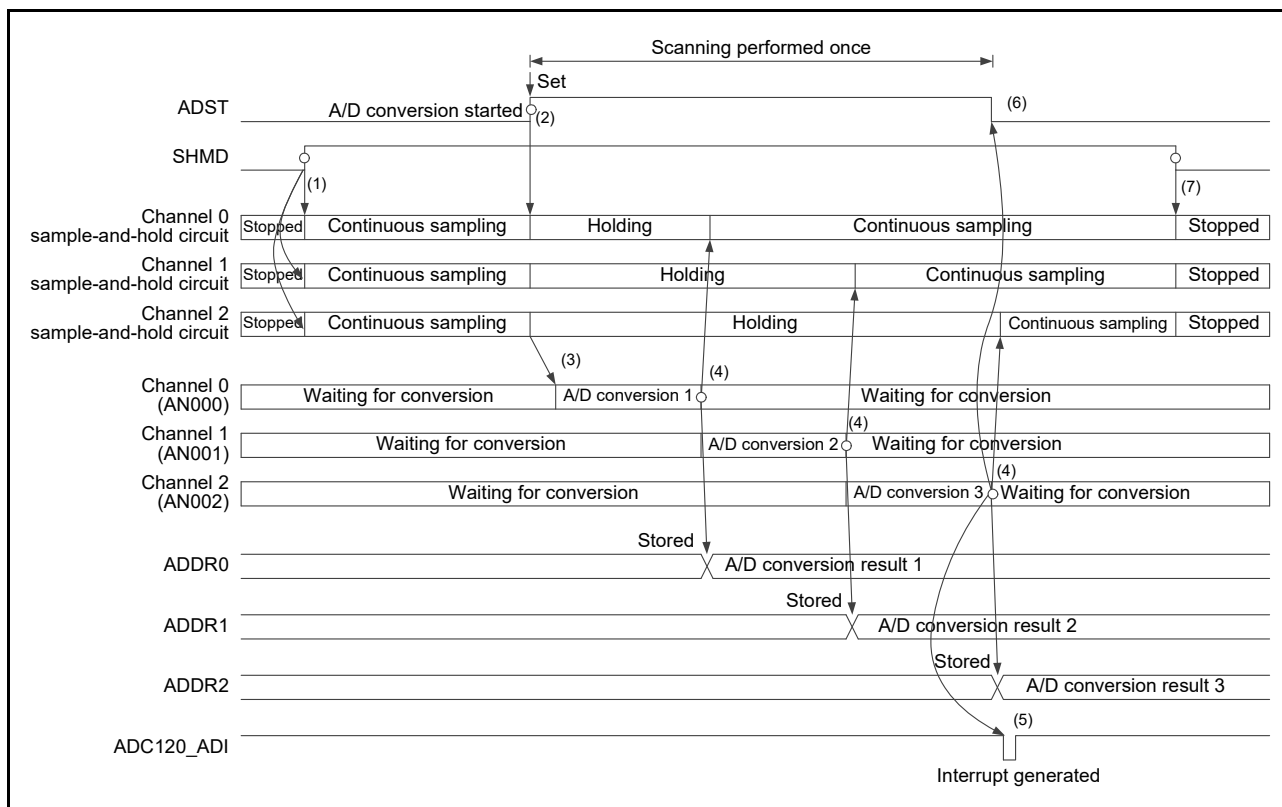 Scanning performed once
Set
ADST
A/D conversion started
(2)
(6)
SHMD
(1)
(7)
Channel 0
sample-and-hold circuit
Stopped
Continuous sampling
Holding
Continuous sampling
Stopped
Channel 1
sample-and-hold circuit
Stopped
Continuous sampling
Holding
Continuous sampling
Stopped
Channel 2
sample-and-hold circuit
Stopped
Continuous sampling
Holding
Continuous sampling
Stopped
(3)
(4)
Channel 0
(AN000)
Waiting for conversion
A/D conversion 1
Waiting for conversion
(4)
Channel 1
(AN001)
Waiting for conversion
A/D conversion 2
Waiting for conversion
(4)
Channel 2
(AN002)
Waiting for conversion
A/D conversion 3
Waiting for conversion
Stored
ADDR0
A/D conversion result 1
Stored
ADDR1
A/D conversion result 2
Stored
ADDR2
A/D conversion result 3
(5)
ADC120_ADI
Interrupt generated